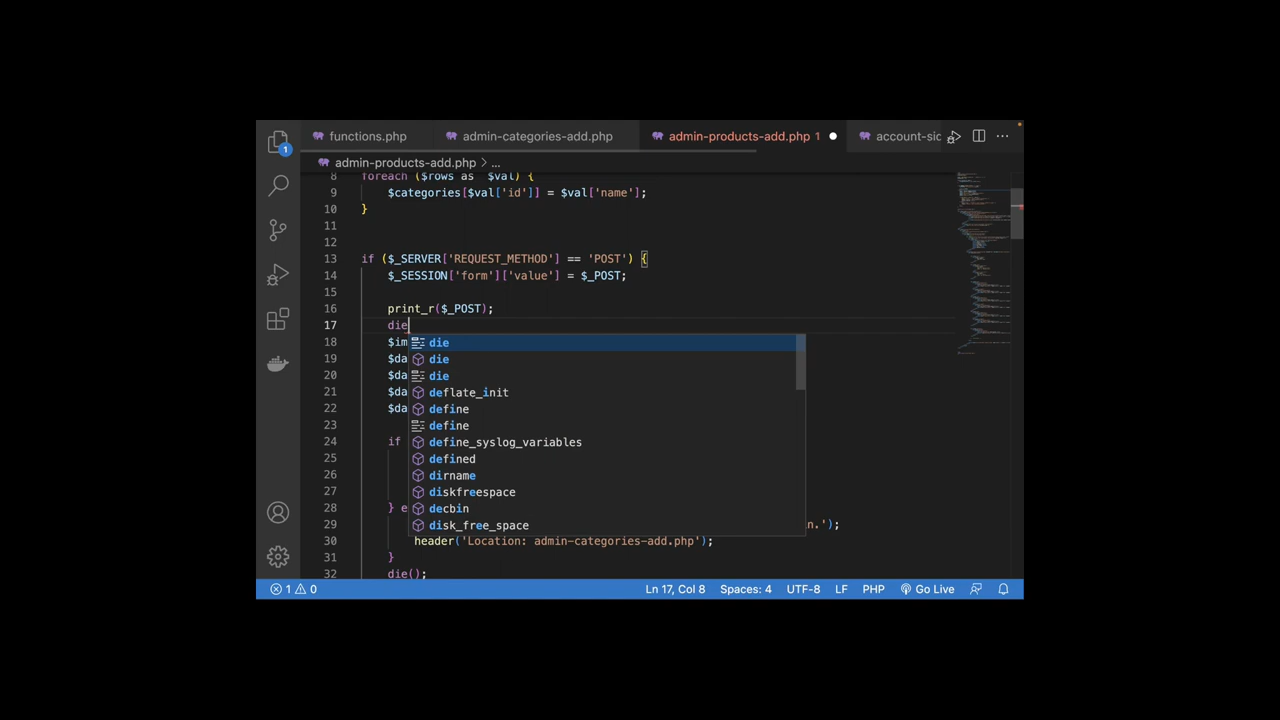 functions.php admin-categories-add.php admin-products-add.php 1 account-sic ...
1 admin-products-add.php > ...
8 foreach ($rows as $val) {
9 $categories[$val['id']] = $val['name'];
10 }
11
12
13 if ($_SERVER['REQUEST_METHOD'] == 'POST') {
14 $_SESSION['form']['value'] = $_POST;
15
16 print_r($_POST);
17 die
18 $im die
19 $da die
20 $da die
21 $da deflate_init
22 $da define
define
23
24 if define_syslog_variables
25 defined
26 dirname
27 diskfreespace
28 } e decbin
29 disk_free_space n.');
30 header('Location: admin-categories-add.php');
31 }
32 die();
1 0 Ln 17, Col 8 Spaces: 4 UTF-8 LF PHP Go Live